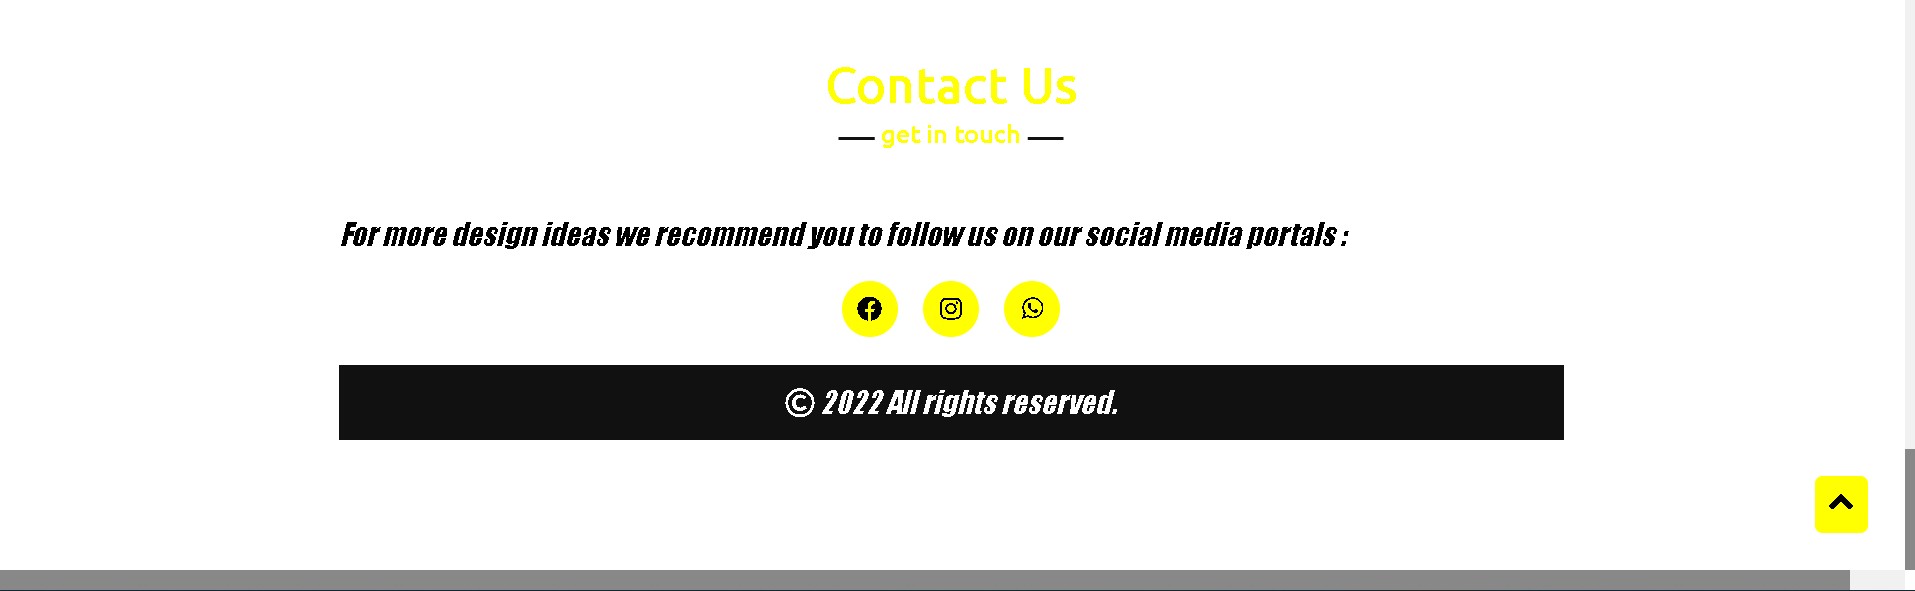 Contact Us
get in touch
For more design ideas we recommend you to follow us on our social media portals :
© 2022 All rights reserved.